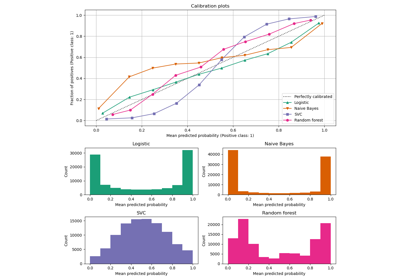 Calibration plots
Fraction of positives (Positive class: 1)
1.0
0.8
0.6
0.4
0.2
0.0
Perfectly calibrated
Logistic
Naive Bayes
SVC
Random forest
0.0 0.2 0.4 0.6 0.8 1.0
Mean predicted probability (Positive class: 1)
Logistic
Count
30000
20000
10000
0
0.0 0.2 0.4 0.6 0.8 1.0
Mean predicted probability
Naive Bayes
Count
40000
30000
20000
10000
0
0.0 0.2 0.4 0.6 0.8 1.0
Mean predicted probability
SVC
Count
15000
10000
5000
0
0.0 0.2 0.4 0.6 0.8 1.0
Mean predicted probability
Random forest
Count
20000
15000
10000
5000
0
0.0 0.2 0.4 0.6 0.8 1.0
Mean predicted probability